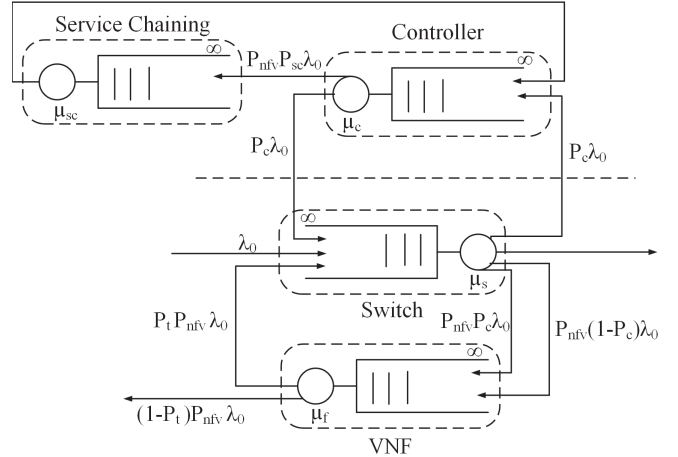 Service Chaining
Controller
∞
∞
P_nfv P_sc λ_0
μ_sc
μ_c
P_c λ_0
P_c λ_0
∞
λ_0
μ_s
Switch
P_t P_nfv λ_0
P_nfv P_c λ_0
P_nfv (1-P_c) λ_0
∞
(1-P_t) P_nfv λ_0
μ_f
VNF